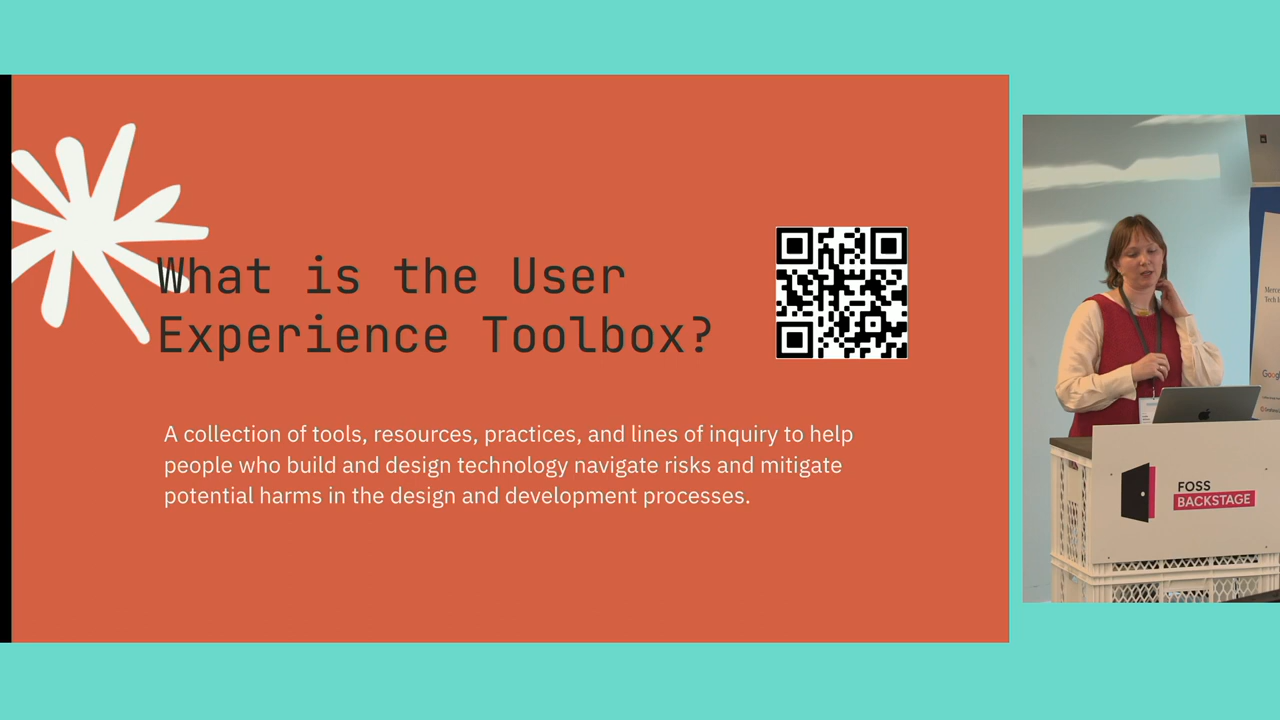 What is the User
Experience Toolbox?
A collection of tools, resources, practices, and lines of inquiry to help
people who build and design technology navigate risks and mitigate
potential harms in the design and development processes.
FOSS
BACKSTAGE